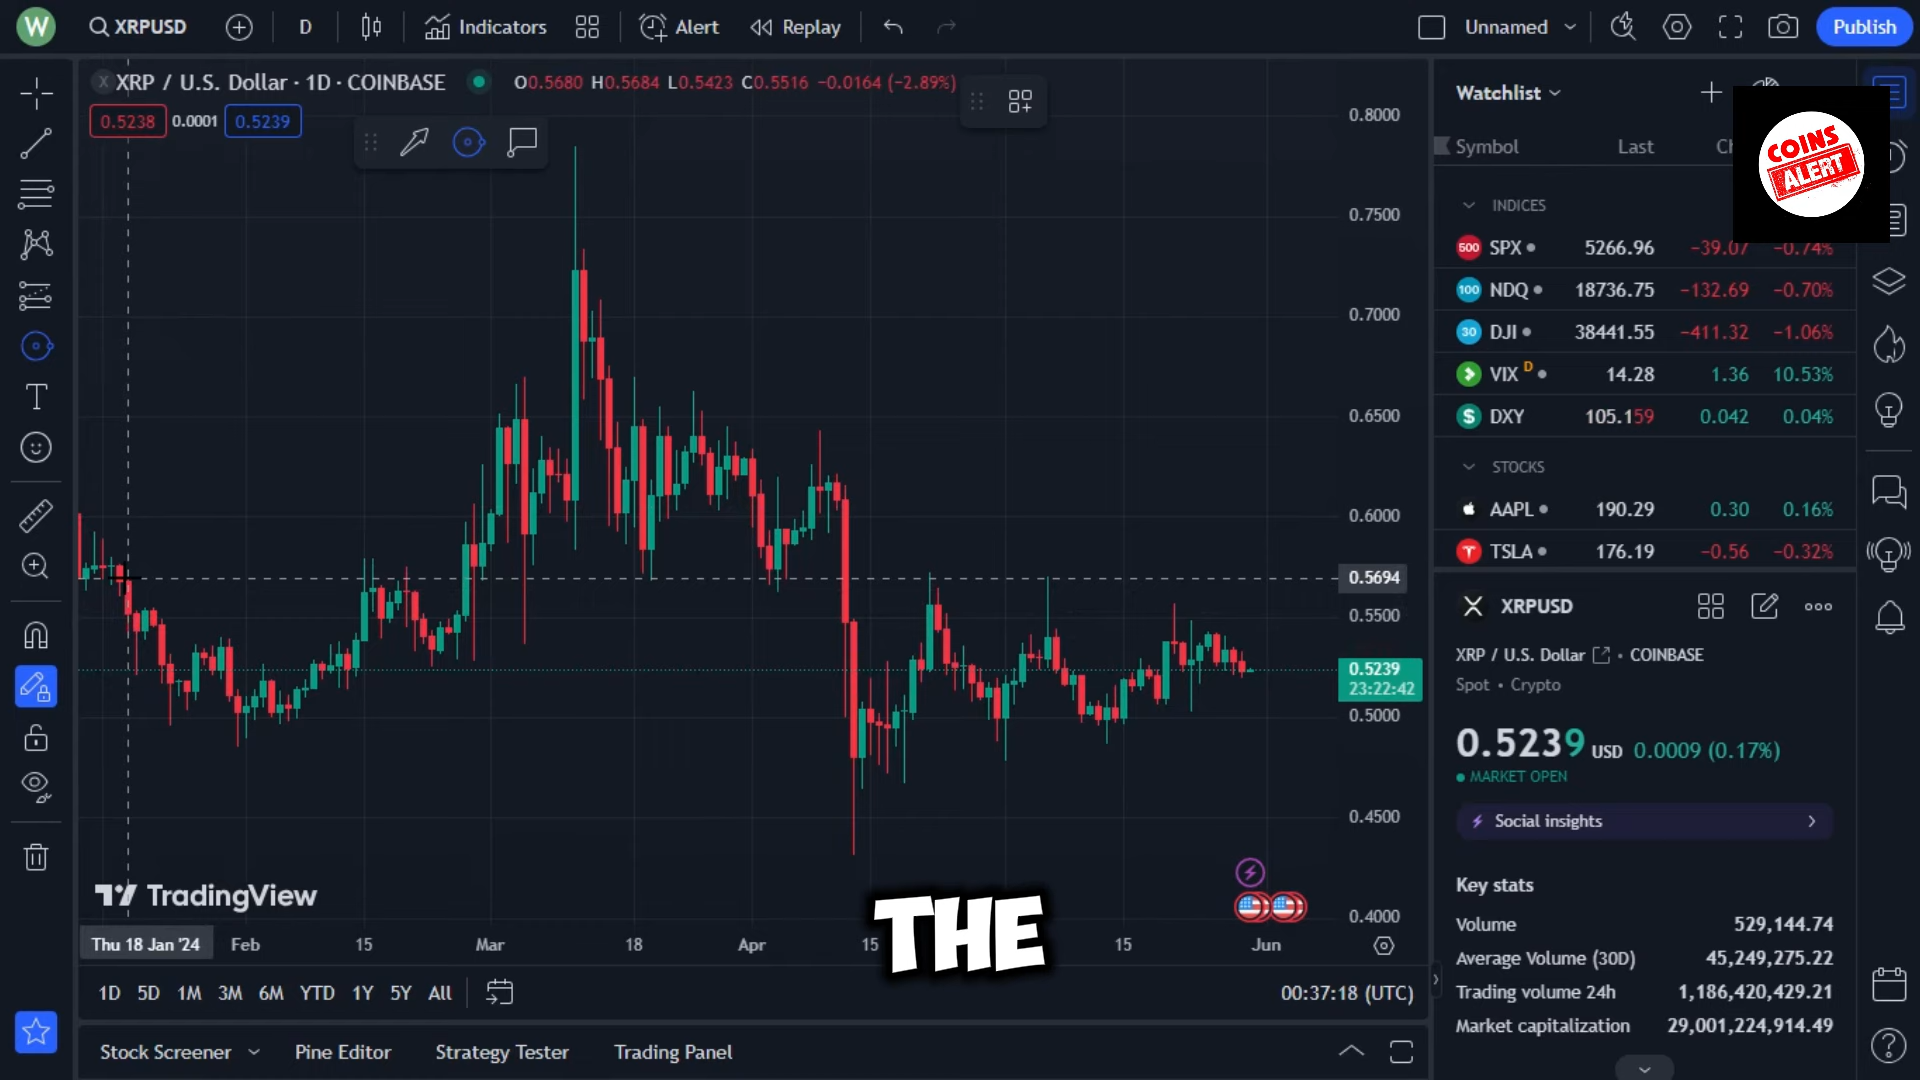 W XRPUSD D Indicators Alert Replay Unnamed Publish
X XRP / U.S. Dollar · 1D · COINBASE O0.5680 H0.5684 L0.5423 C0.5516 −0.0164 (−2.89%)
0.5238 0.0001 0.5239
0.8000
0.7500
0.7000
0.6500
0.6000
0.5694
0.5500
0.5239
23:22:42
0.5000
0.4500
0.4000
TradingView
THE
Thu 18 Jan '24 Feb 15 Mar 18 Apr 15 15 Jun
1D 5D 1M 3M 6M YTD 1Y 5Y All 00:37:18 (UTC)
Stock Screener Pine Editor Strategy Tester Trading Panel
Watchlist
COINS
ALERT
Symbol Last
INDICES
500 SPX 5266.96 −39.07 −0.74%
100 NDQ 18736.75 −132.69 −0.70%
30 DJI 38441.55 −411.32 −1.06%
VIX D 14.28 1.36 10.53%
$ DXY 105.159 0.042 0.04%
STOCKS
AAPL 190.29 0.30 0.16%
TSLA 176.19 −0.56 −0.32%
XRPUSD
XRP / U.S. Dollar · COINBASE
Spot · Crypto
0.5239 USD 0.0009 (0.17%)
MARKET OPEN
Social insights
Key stats
Volume 529,144.74
Average Volume (30D) 45,249,275.22
Trading volume 24h 1,186,420,429.21
Market capitalization 29,001,224,914.49